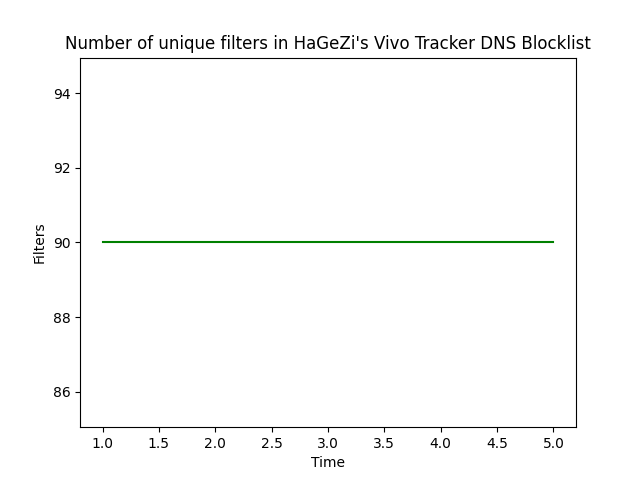 Number of unique filters in HaGeZi's Vivo Tracker DNS Blocklist
94
92
90
88
86
Filters
1.0 1.5 2.0 2.5 3.0 3.5 4.0 4.5 5.0
Time